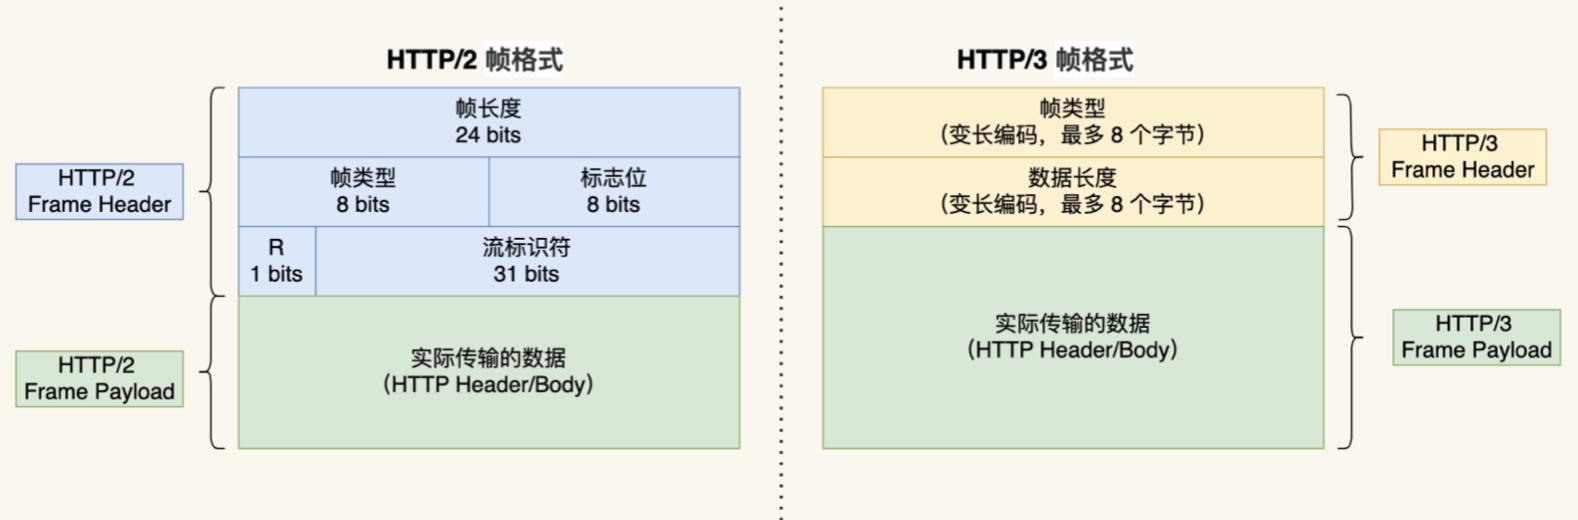 HTTP/2 帧格式
HTTP/2
Frame Header
帧长度
24 bits
帧类型
8 bits
标志位
8 bits
R
1 bits
流标识符
31 bits
HTTP/2
Frame Payload
实际传输的数据
（HTTP Header/Body）
HTTP/3 帧格式
帧类型
（变长编码，最多 8 个字节）
数据长度
（变长编码，最多 8 个字节）
HTTP/3
Frame Header
实际传输的数据
（HTTP Header/Body）
HTTP/3
Frame Payload